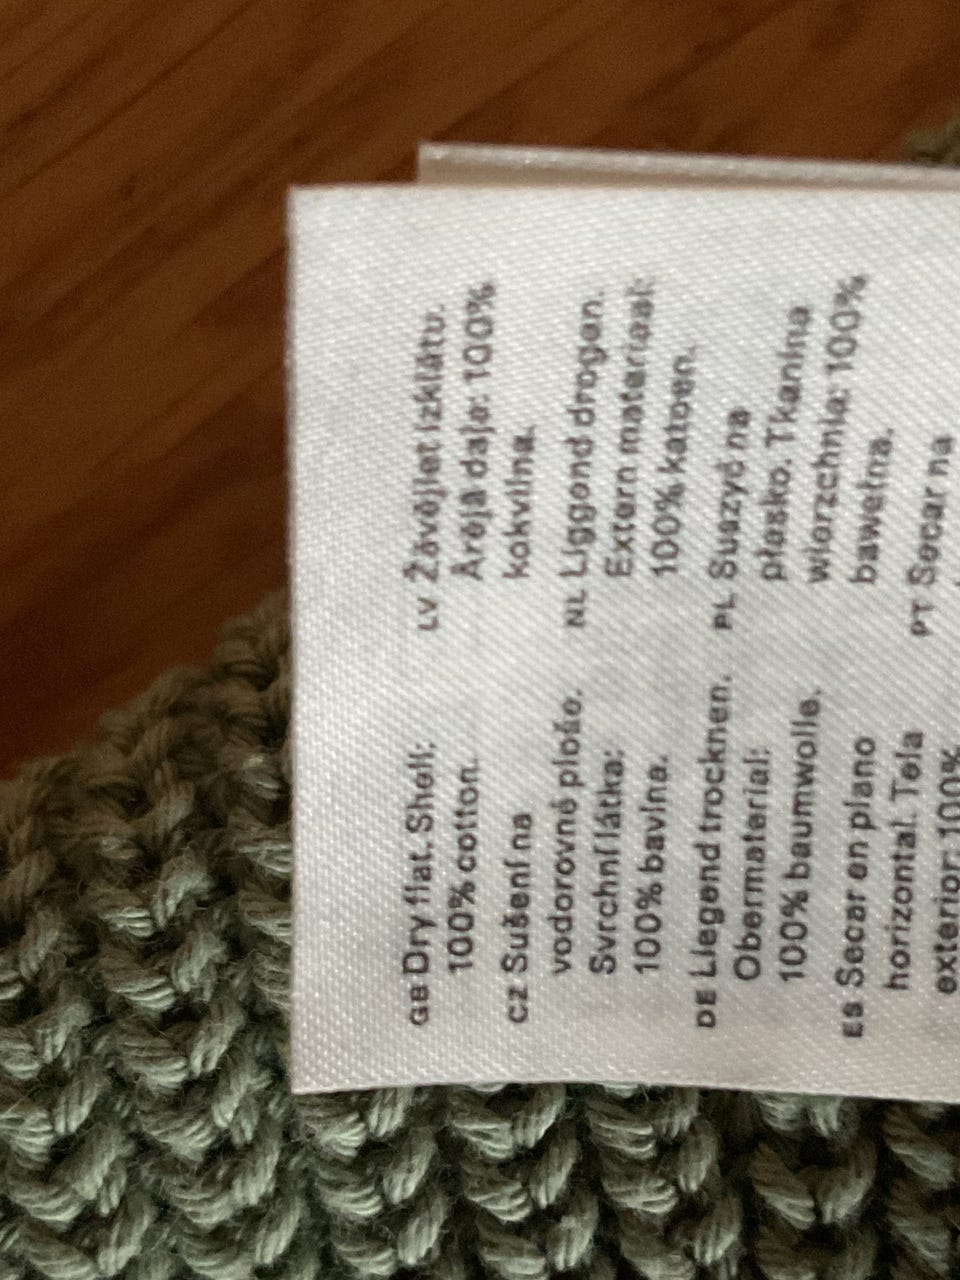 GB Dry flat. Shell:
100% cotton.
CZ Sušení na
vodorovné ploše.
Svrchní látka:
100% bavlna.
DE Liegend trocknen.
Obermaterial:
100% baumwolle.
ES Secar en plano
horizontal. Tela
exterior: 100%
LV Žāvējiet izklātu.
Ārējā daļa: 100%
kokvilna.
NL Liggend drogen.
Extern materiaal:
100% katoen.
PL Suszyć na
płasko. Tkanina
wierzchnia: 100%
bawełna.
PT Secar na